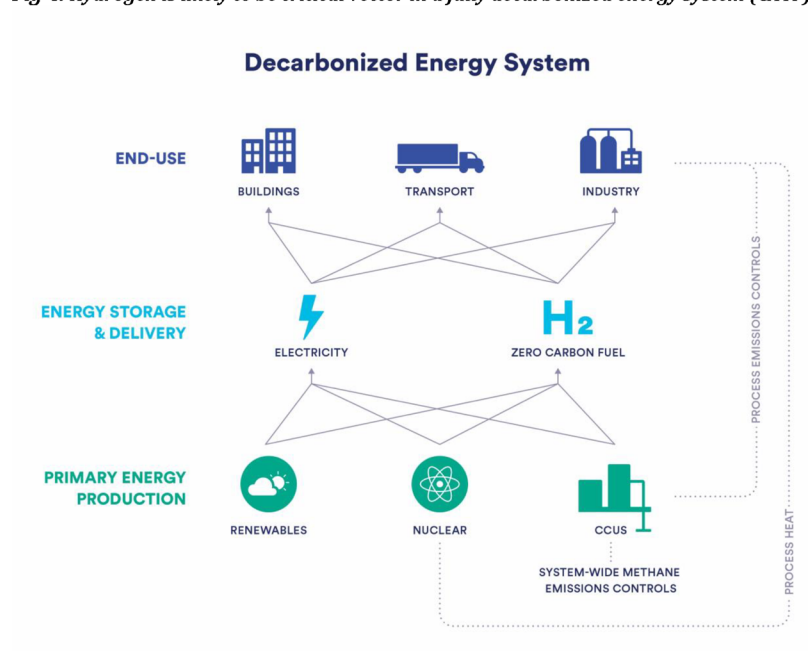 Decarbonized Energy System
END-USE
BUILDINGS
TRANSPORT
INDUSTRY
PROCESS EMISSIONS CONTROLS
ENERGY STORAGE
& DELIVERY
ELECTRICITY
H2
ZERO CARBON FUEL
PRIMARY ENERGY
PRODUCTION
RENEWABLES
NUCLEAR
CCUS
SYSTEM-WIDE METHANE
EMISSIONS CONTROLS
PROCESS HEAT